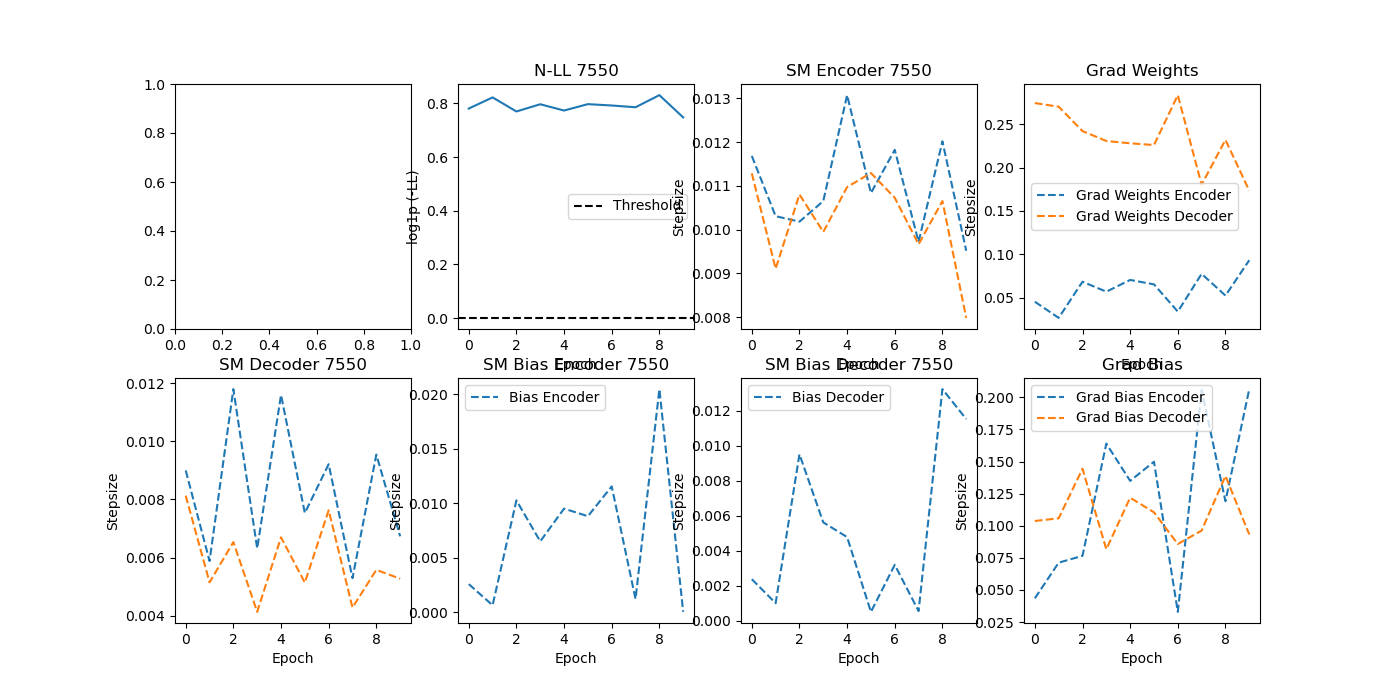 N-LL 7550
SM Encoder 7550
Grad Weights
1.0
0.8
0.6
0.4
0.2
0.0
0.0 0.2 0.4 0.6 0.8 1.0
log1p (-LL)
0.8
0.6
0.4
0.2
0.0
Threshold
0 2 4 6 8
Epoch
Stepsize
0.013
0.012
0.011
0.010
0.009
0.008
0 2 4 6 8
Epoch
Stepsize
0.25
0.20
0.15
0.10
0.05
Grad Weights Encoder
Grad Weights Decoder
0 2 4 6 8
Epoch
SM Decoder 7550
SM Bias Encoder 7550
SM Bias Decoder 7550
Grad Bias
Stepsize
0.012
0.010
0.008
0.006
0.004
0 2 4 6 8
Epoch
Stepsize
0.020
0.015
0.010
0.005
0.000
Bias Encoder
0 2 4 6 8
Epoch
Stepsize
0.012
0.010
0.008
0.006
0.004
0.002
0.000
Bias Decoder
0 2 4 6 8
Epoch
Stepsize
0.200
0.175
0.150
0.125
0.100
0.075
0.050
0.025
Grad Bias Encoder
Grad Bias Decoder
0 2 4 6 8
Epoch